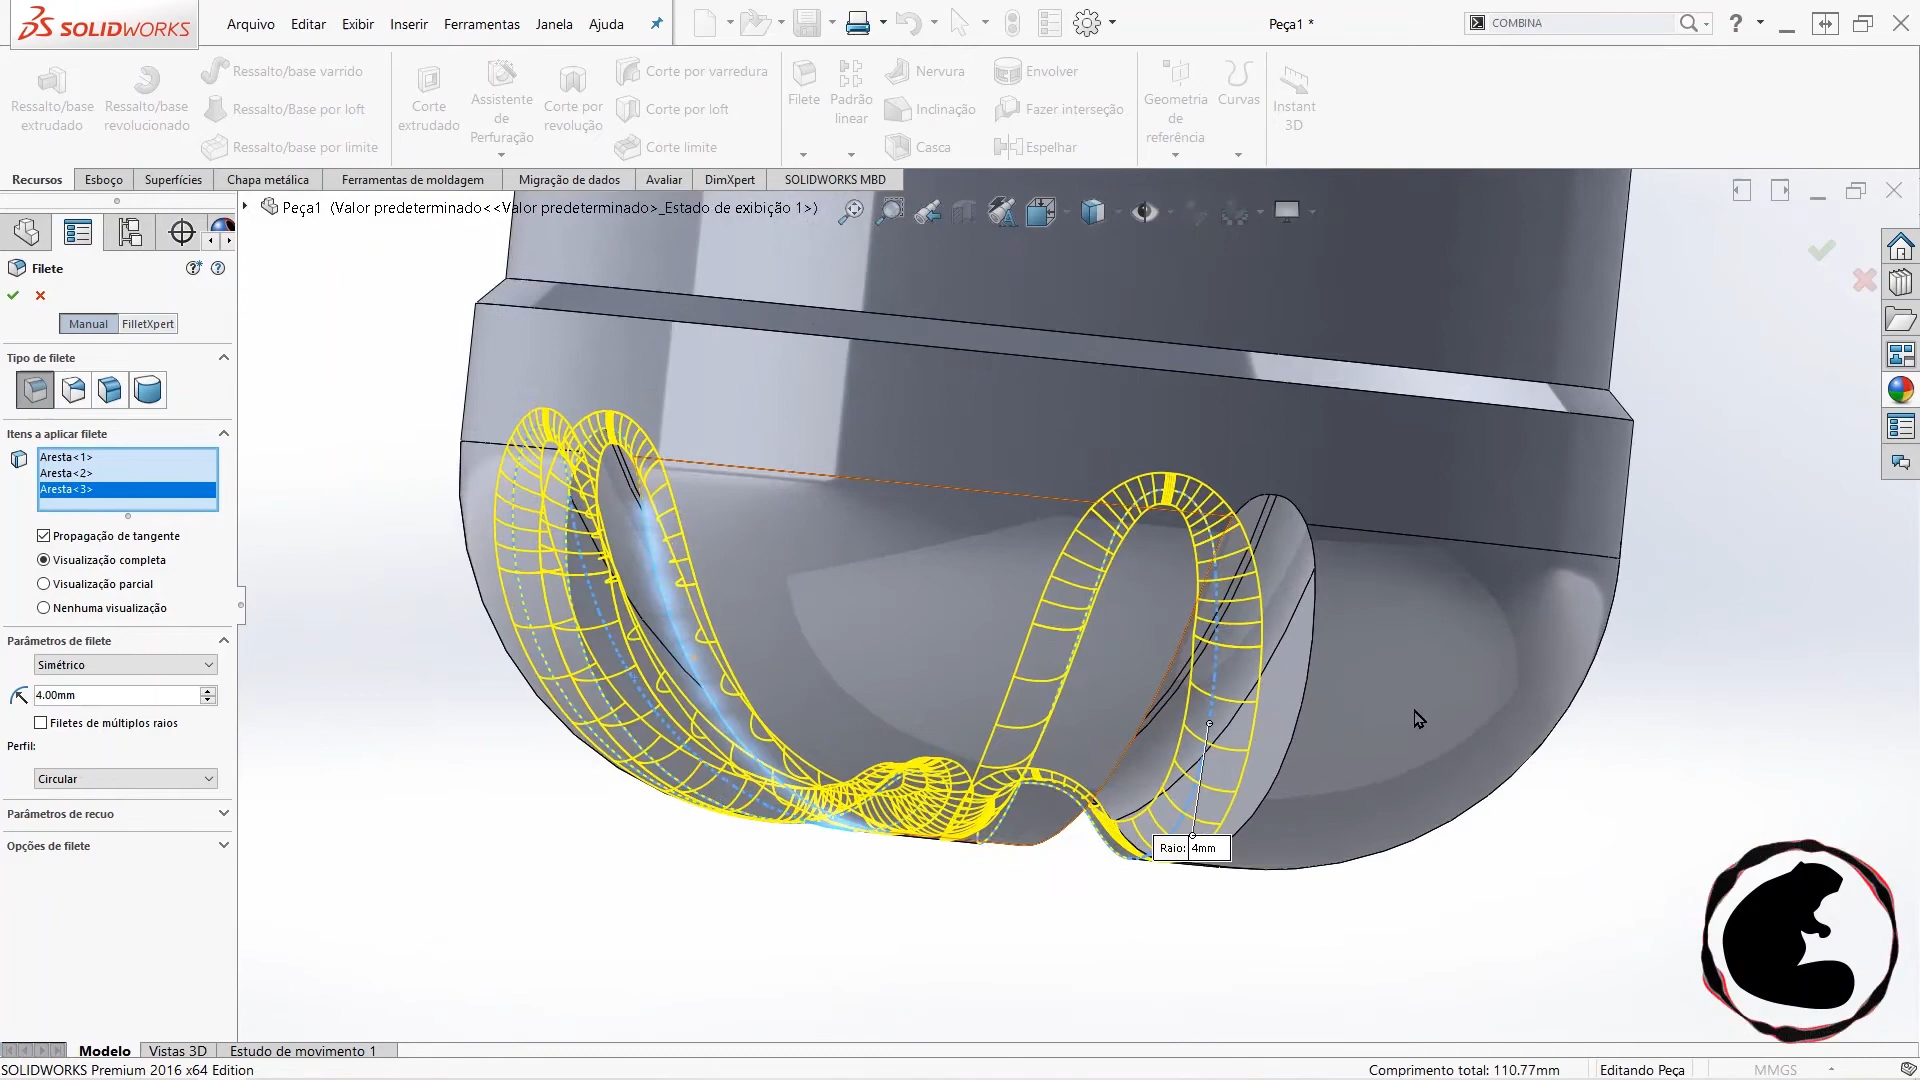 SOLIDWORKS
Arquivo Editar Exibir Inserir Ferramentas Janela Ajuda
Peça1 *
COMBINA
?
Ressalto/base extrudado
Ressalto/base revolucionado
Ressalto/base varrido
Ressalto/Base por loft
Ressalto/base por limite
Corte extrudado
Assistente de Perfuração
Corte por revolução
Corte por varredura
Corte por loft
Corte limite
Filete
Padrão linear
Nervura
Inclinação
Casca
Envolver
Fazer interseção
Espelhar
Geometria de referência
Curvas
Instant 3D
Recursos Esboço Superfícies Chapa metálica Ferramentas de moldagem Migração de dados Avaliar DimXpert SOLIDWORKS MBD
Peça1 (Valor predeterminado<<Valor predeterminado>_Estado de exibição 1>)
Filete
Manual FilletXpert
Tipo de filete
Itens a aplicar filete
Aresta<1>
Aresta<2>
Aresta<3>
Propagação de tangente
Visualização completa
Visualização parcial
Nenhuma visualização
Parâmetros de filete
Simétrico
4.00mm
Filetes de múltiplos raios
Perfil:
Circular
Parâmetros de recuo
Opções de filete
Raio: 4mm
Modelo Vistas 3D Estudo de movimento 1
SOLIDWORKS Premium 2016 x64 Edition
Comprimento total: 110.77mm Editando Peça MMGS